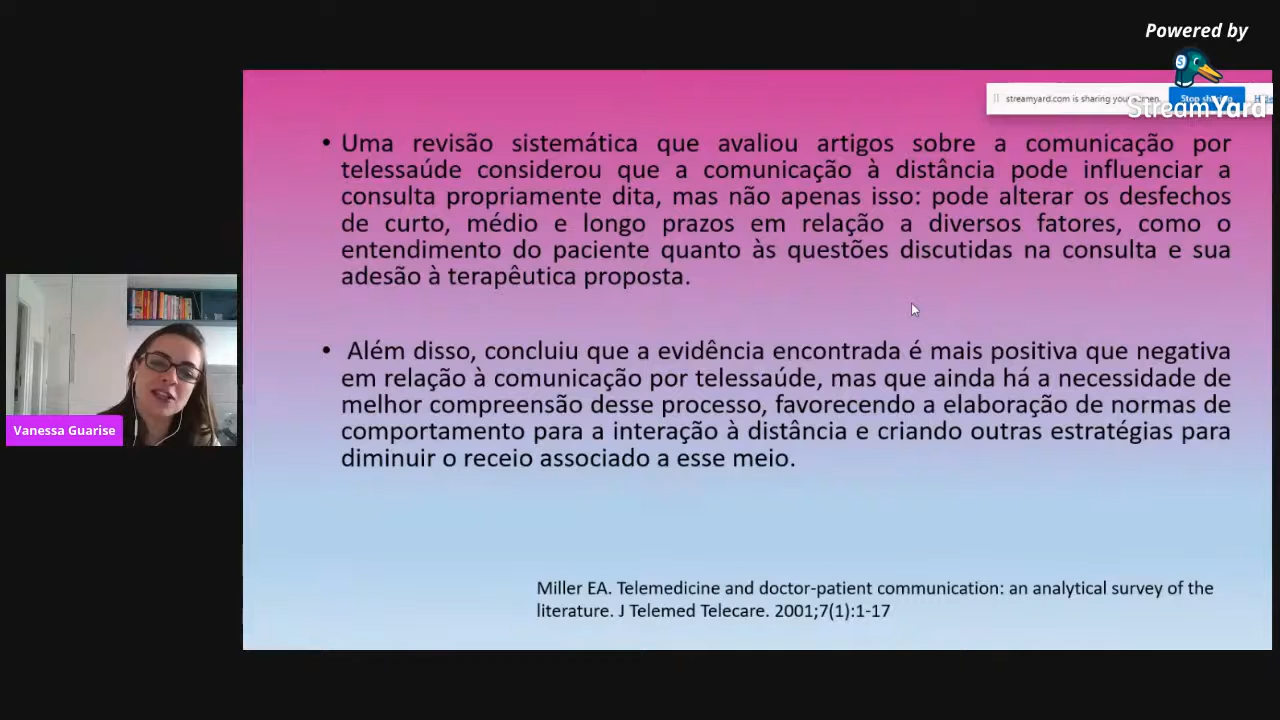 Powered by
StreamYard
streamyard.com is sharing your screen.
Stop sharing
• Uma revisão sistemática que avaliou artigos sobre a comunicação por
telessaúde considerou que a comunicação à distância pode influenciar a
consulta propriamente dita, mas não apenas isso: pode alterar os desfechos
de curto, médio e longo prazos em relação a diversos fatores, como o
entendimento do paciente quanto às questões discutidas na consulta e sua
adesão à terapêutica proposta.
• Além disso, concluiu que a evidência encontrada é mais positiva que negativa
em relação à comunicação por telessaúde, mas que ainda há a necessidade de
melhor compreensão desse processo, favorecendo a elaboração de normas de
comportamento para a interação à distância e criando outras estratégias para
diminuir o receio associado a esse meio.
Miller EA. Telemedicine and doctor-patient communication: an analytical survey of the
literature. J Telemed Telecare. 2001;7(1):1-17
Vanessa Guarise